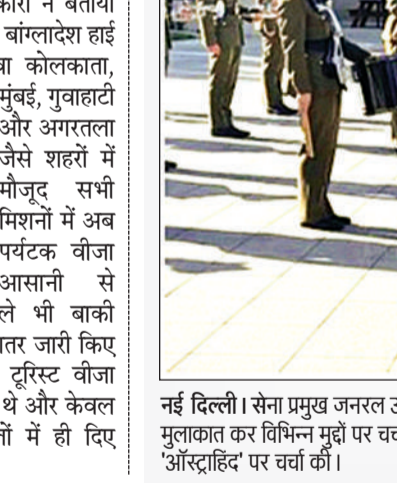 ने बताया
बांग्लादेश हाई
कोलकाता,
मुंबई, गुवाहाटी
और अगरतला
जैसे शहरों में
मौजूद सभी
मिशनों में अब
पर्यटक वीजा
आसानी से
भी बाकी
जारी किए
टूरिस्ट वीजा
थे और केवल
में ही दिए
नई दिल्ली। सेना प्रमुख जनरल
मुलाकात कर विभिन्न मुद्दों पर
'ऑस्ट्राहिंद' पर चर्चा की।